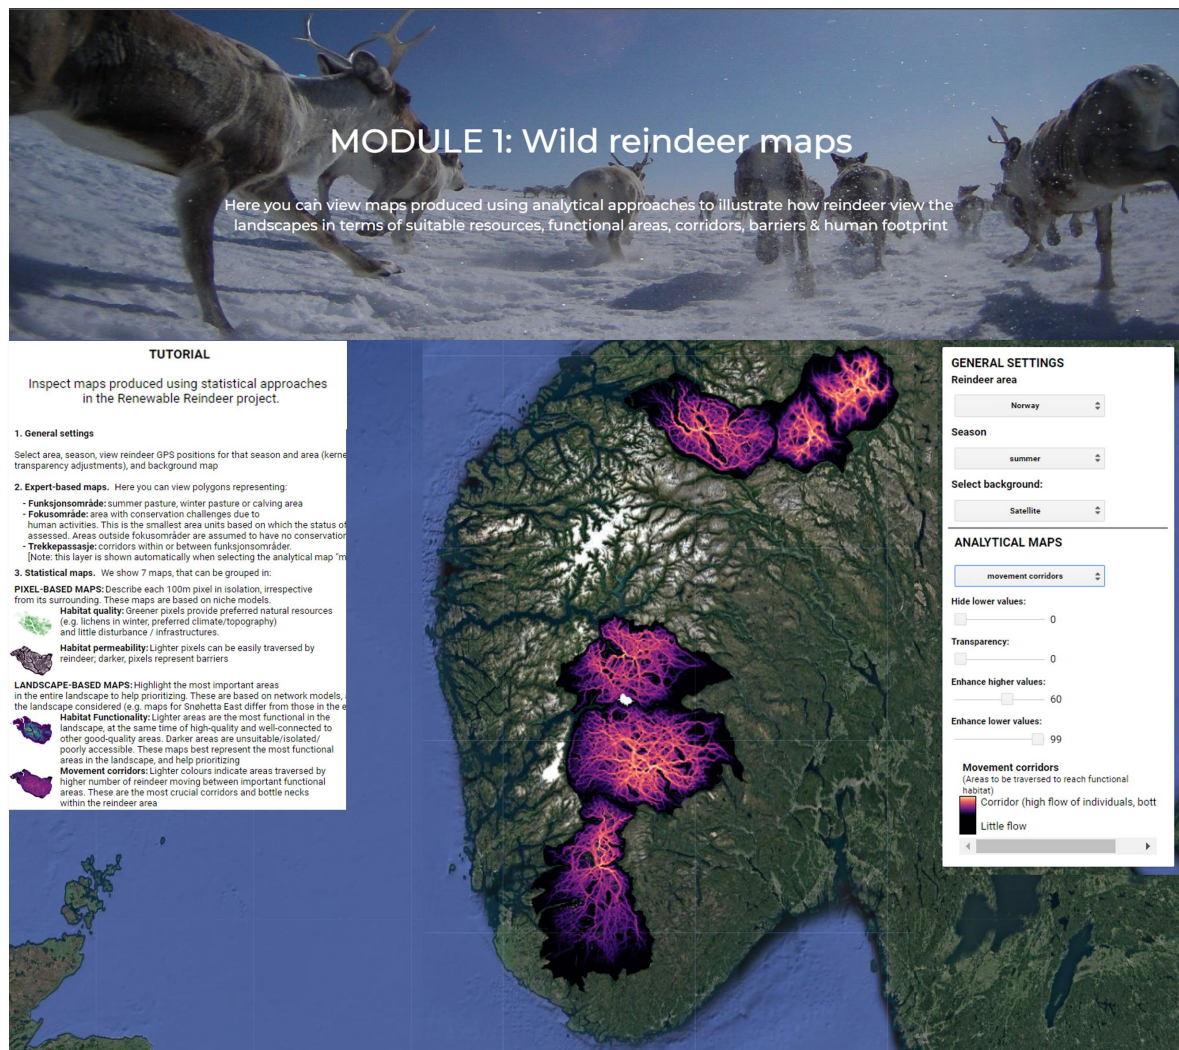 MODULE 1: Wild reindeer maps
Here you can view maps produced using analytical approaches to illustrate how reindeer view the
landscapes in terms of suitable resources, functional areas, corridors, barriers & human footprint
TUTORIAL
Inspect maps produced using statistical approaches
in the Renewable Reindeer project.
1. General settings
Select area, season, view reindeer GPS positions for that season and area (kerne
transparency adjustments), and background map
2. Expert-based maps. Here you can view polygons representing:
- Funksjonsområde: summer pasture, winter pasture or calving area
- Fokusområde: area with conservation challenges due to
human activities. This is the smallest area units based on which the status of
assessed. Areas outside fokusområder are assumed to have no conservation
- Trekkepassasje: corridors within or between funksjonsområder.
[Note: this layer is shown automatically when selecting the analytical map "m
3. Statistical maps. We show 7 maps, that can be grouped in:
PIXEL-BASED MAPS: Describe each 100m pixel in isolation, irrespective
from its surrounding. These maps are based on niche models.
Habitat quality: Greener pixels provide preferred natural resources
(e.g. lichens in winter, preferred climate/topography)
and little disturbance / infrastructures.
Habitat permeability: Lighter pixels can be easily traversed by
reindeer; darker, pixels represent barriers
LANDSCAPE-BASED MAPS: Highlight the most important areas
in the entire landscape to help prioritizing. These are based on network models,
the landscape considered (e.g. maps for Snøhetta East differ from those in the e
Habitat Functionality: Lighter areas are the most functional in the
landscape, at the same time of high-quality and well-connected to
other good-quality areas. Darker areas are unsuitable/isolated/
poorly accessible. These maps best represent the most functional
areas in the landscape, and help prioritizing
Movement corridors: Lighter colours indicate areas traversed by
higher number of reindeer moving between important functional
areas. These are the most crucial corridors and bottle necks
within the reindeer area
GENERAL SETTINGS
Reindeer area
Norway
Season
summer
Select background:
Satellite
ANALYTICAL MAPS
movement corridors
Hide lower values:
0
Transparency:
0
Enhance higher values:
60
Enhance lower values:
99
Movement corridors
(Areas to be traversed to reach functional
habitat)
Corridor (high flow of individuals, bott
Little flow